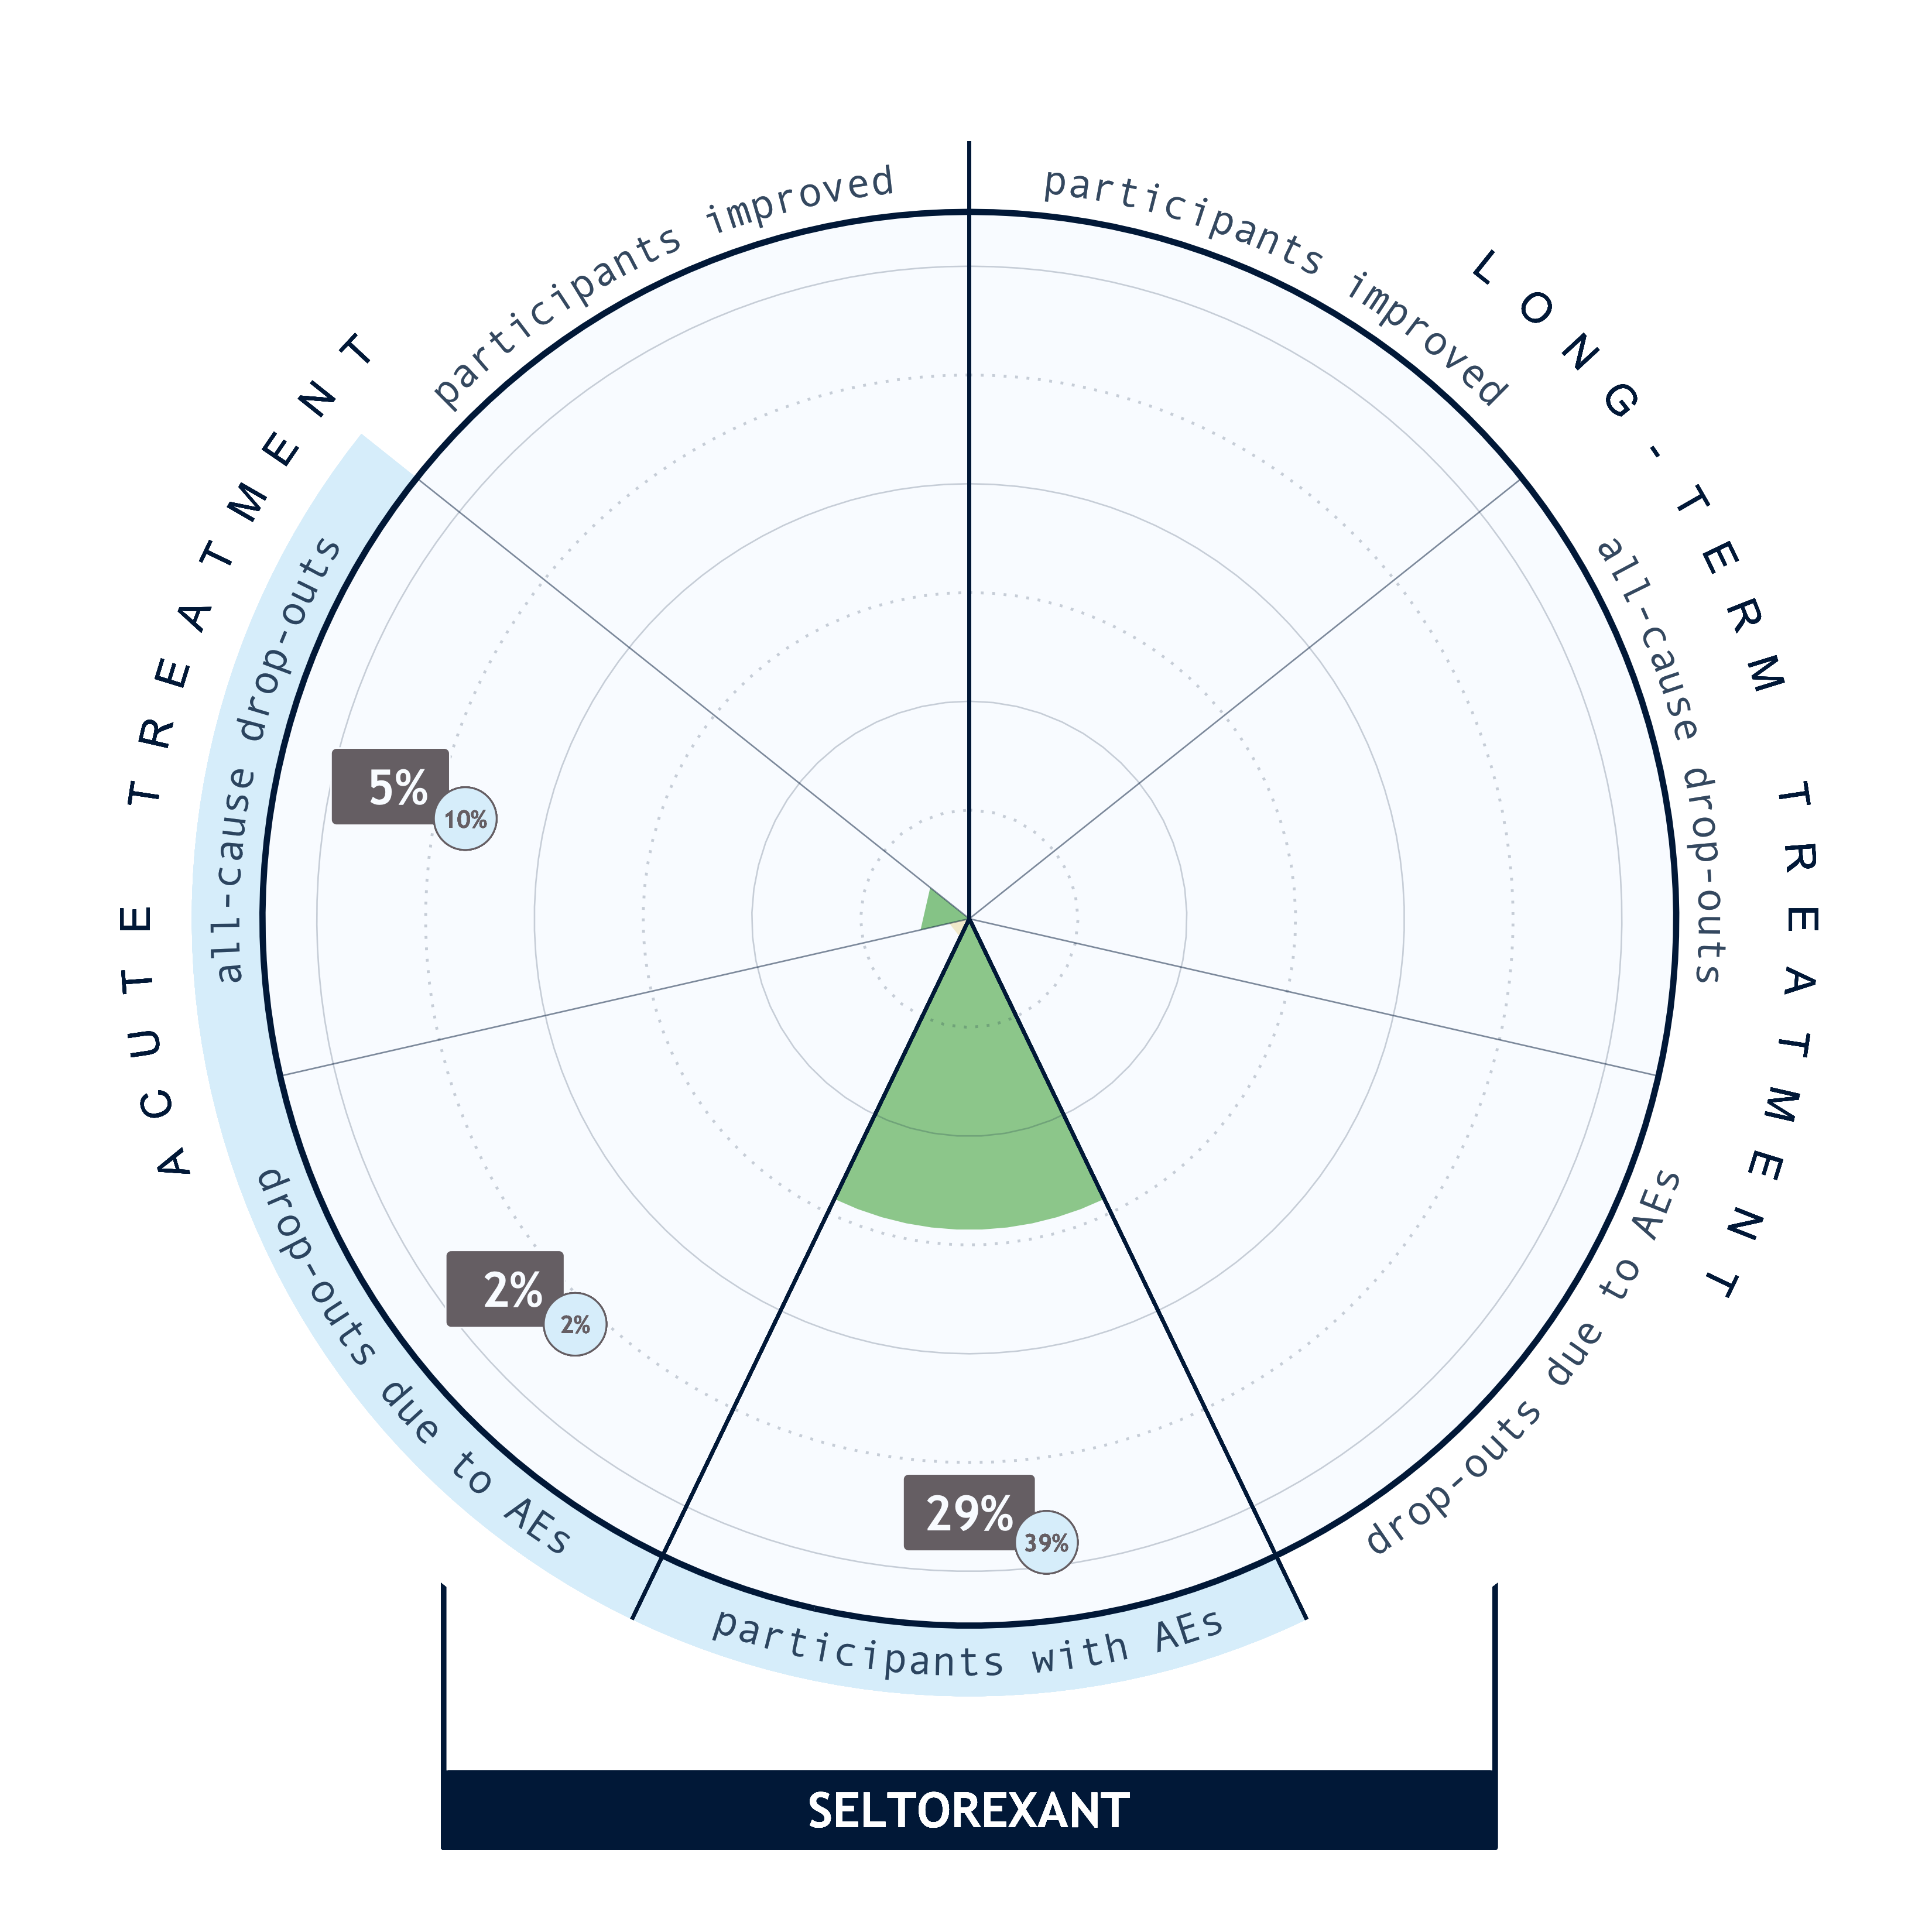 participants improved
participants improved
LONG-TERM TREATMENT
ACUTE TREATMENT
all-cause drop-outs
all-cause drop-outs
5%
10%
drop-outs due to AEs
drop-outs due to AEs
2%
2%
29%
39%
participants with AEs
SELTOREXANT